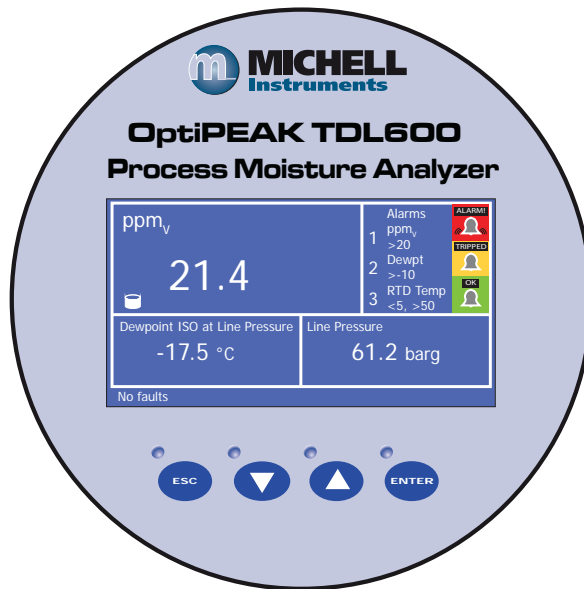 m
MICHELL
Instruments
OptiPEAK TDL600
Process Moisture Analyzer
ppmv
21.4
Alarms
1 ppmv
>20
2 Dewpt
>-10
3 RTD Temp
<5, >50
ALARM!
TRIPPED
OK
Dewpoint ISO at Line Pressure
-17.5 °C
Line Pressure
61.2 barg
No faults
ESC
ENTER